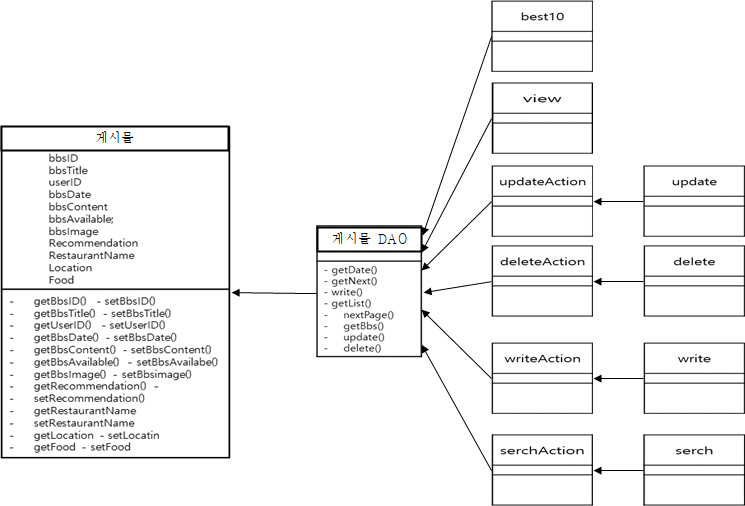 게시물
bbsID
bbsTitle
userID
bbsDate
bbsContent
bbsAvailable;
bbsImage
Recommendation
RestaurantName
Location
Food
- getBbsID() - setBbsID()
- getBbsTitle() - setBbsTitle()
- getUserID() - setUserID()
- getBbsDate() - setBbsDate()
- getBbsContent() - setBbsContent()
- getBbsAvailable() - setBbsAvailabe()
- getBbsImage() - setBbsimage()
- getRecommendation() -
- setRecommendation()
- getRestaurantName
- setRestaurantName
- getLocation - setLocatin
- getFood - setFood
게시물 DAO
- getDate()
- getNext()
- write()
- getList()
- nextPage()
- getBbs()
- update()
- delete()
best10
view
updateAction
update
deleteAction
delete
writeAction
write
serchAction
serch